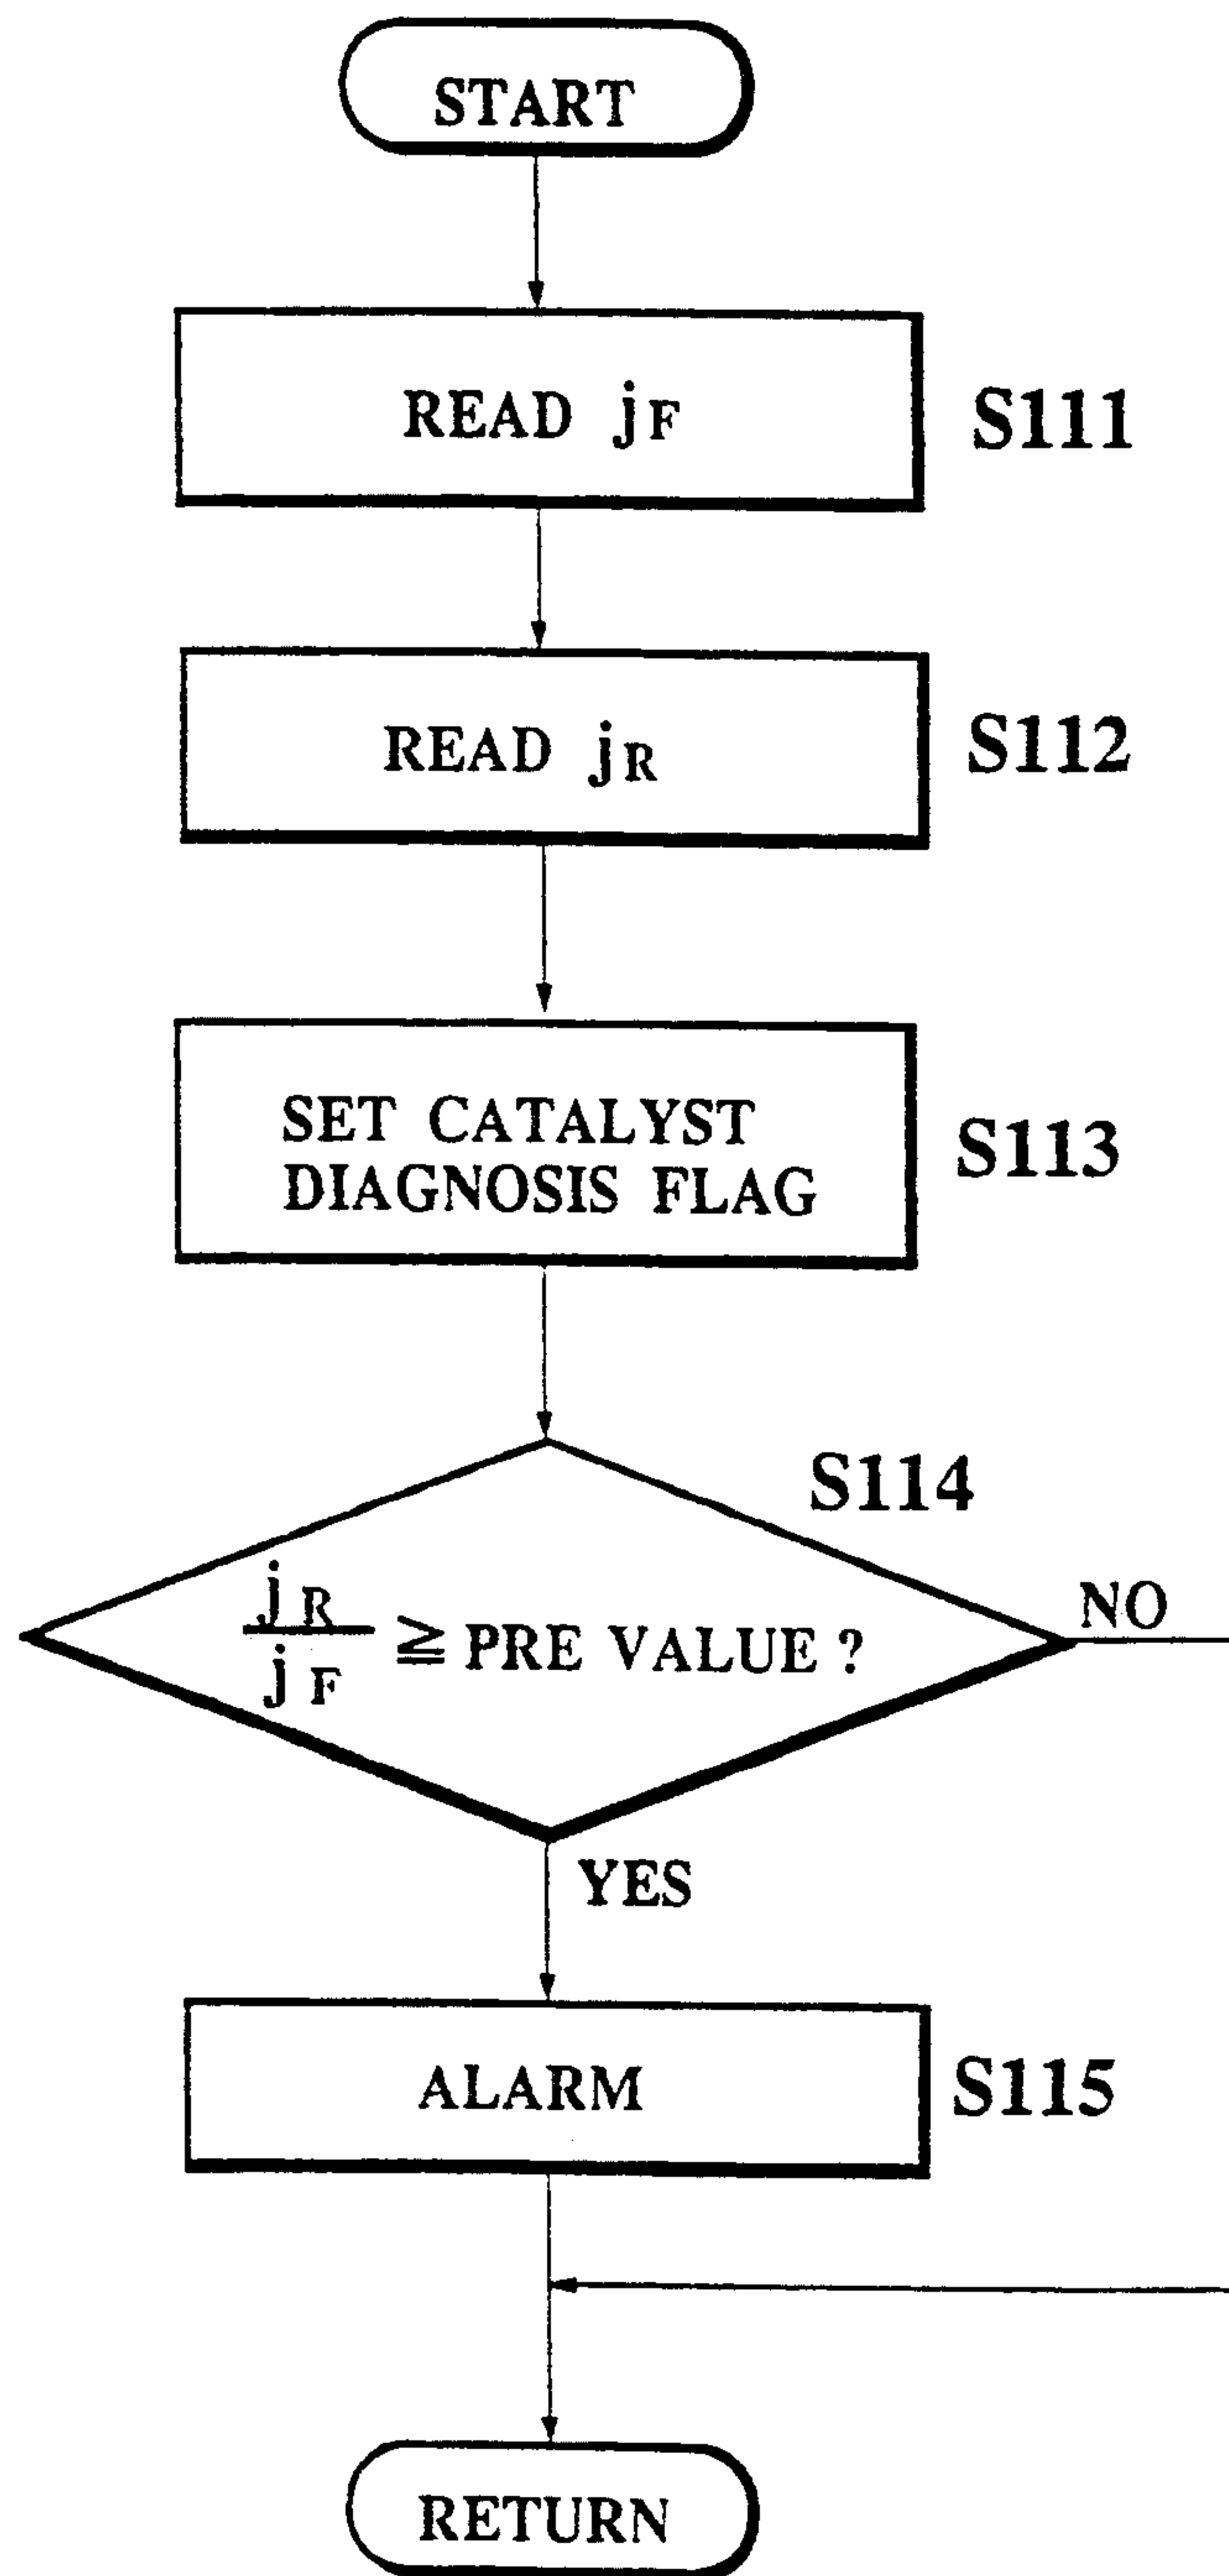 START
READ jF
S111
READ jR
S112
SET CATALYST
DIAGNOSIS FLAG
S113
S114
jR
jF
≧ PRE VALUE ?
NO
YES
ALARM
S115
RETURN